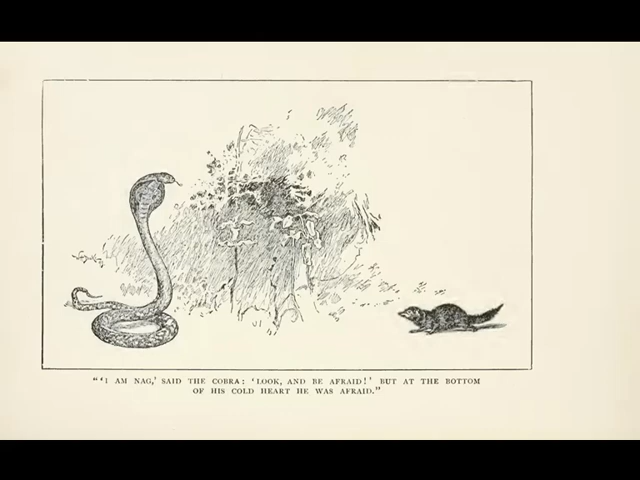 "'I AM NAG,' SAID THE COBRA: 'LOOK, AND BE AFRAID!' BUT AT THE BOTTOM
OF HIS COLD HEART HE WAS AFRAID."